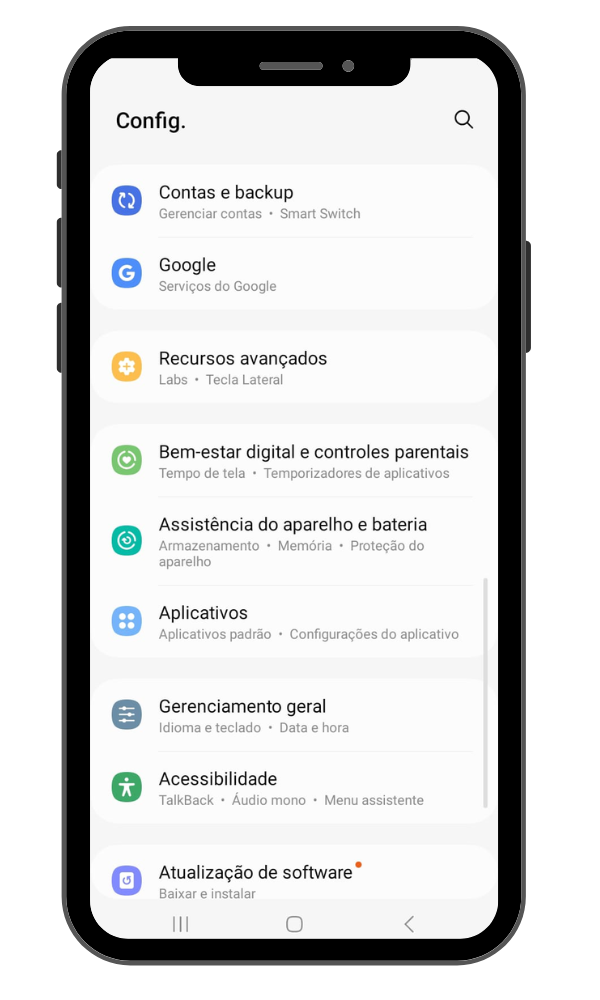 Config.
Contas e backup
Gerenciar contas • Smart Switch
Google
Serviços do Google
Recursos avançados
Labs • Tecla Lateral
Bem-estar digital e controles parentais
Tempo de tela • Temporizadores de aplicativos
Assistência do aparelho e bateria
Armazenamento • Memória • Proteção do
aparelho
Aplicativos
Aplicativos padrão • Configurações do aplicativo
Gerenciamento geral
Idioma e teclado • Data e hora
Acessibilidade
TalkBack • Áudio mono • Menu assistente
Atualização de software
Baixar e instalar